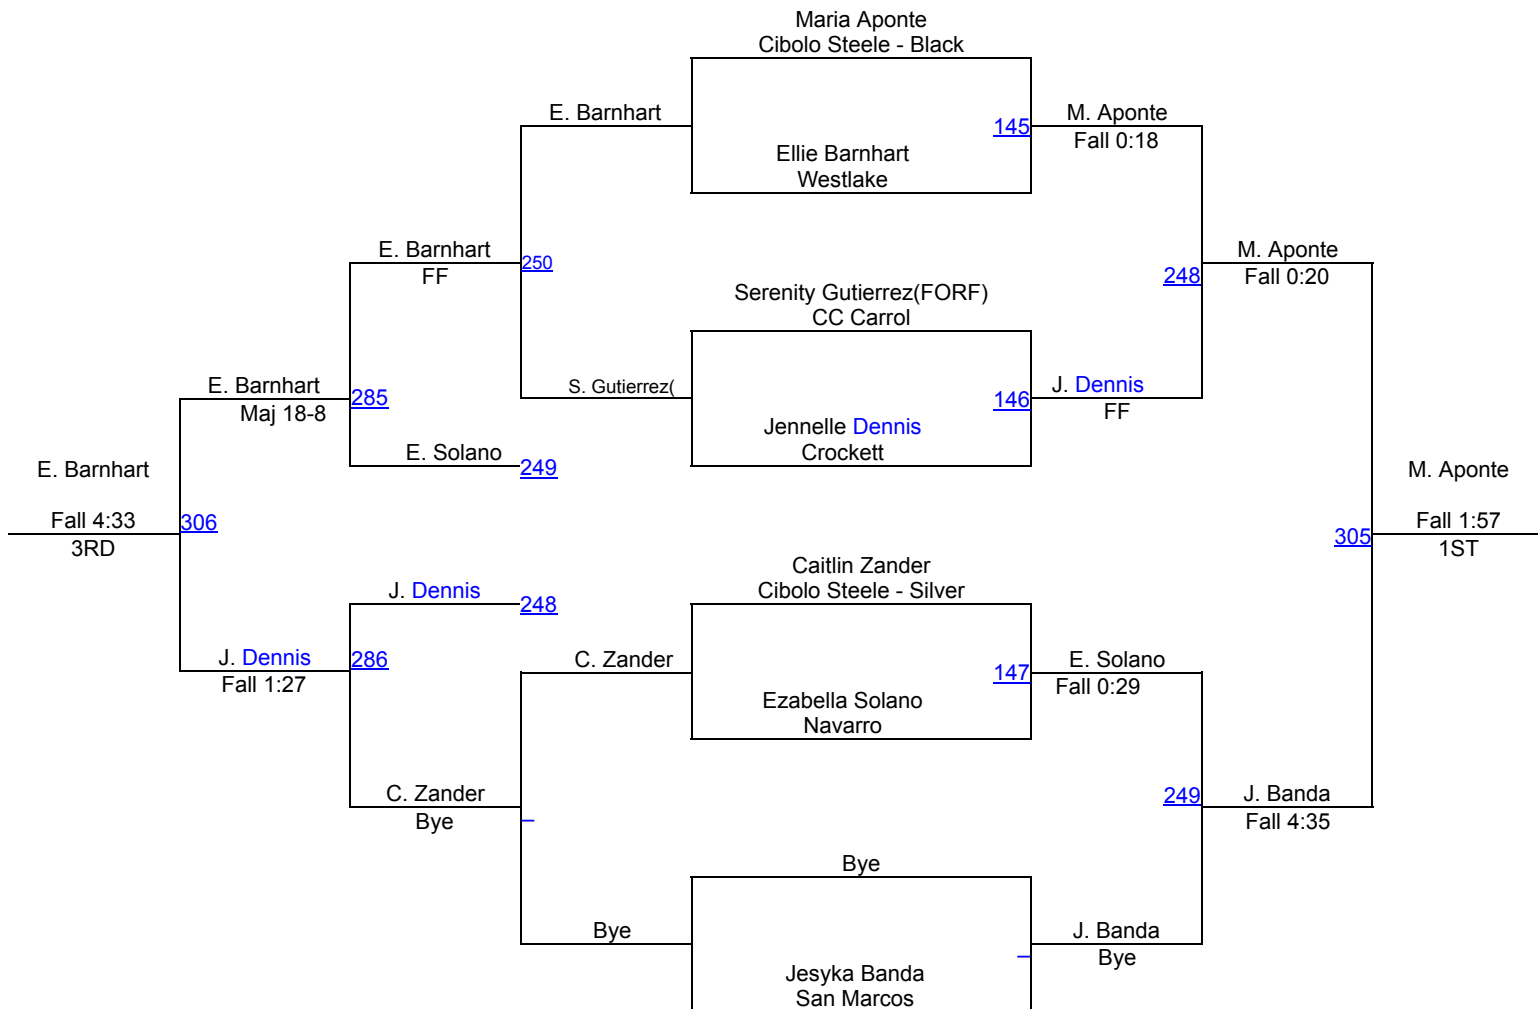 Maria Aponte
Cibolo Steele - Black
E. Barnhart
145
M. Aponte
Fall 0:18
Ellie Barnhart
Westlake
E. Barnhart
FF
250
M. Aponte
Fall 0:20
248
Serenity Gutierrez(FORF)
CC Carrol
E. Barnhart
Maj 18-8
285
S. Gutierrez(
146
J. Dennis
FF
Jennelle Dennis
Crockett
E. Solano
249
E. Barnhart
Fall 4:33
3RD
306
M. Aponte
Fall 1:57
1ST
305
Caitlin Zander
Cibolo Steele - Silver
J. Dennis
248
J. Dennis
Fall 1:27
286
C. Zander
147
E. Solano
Fall 0:29
Ezabella Solano
Navarro
C. Zander
Bye
249
J. Banda
Fall 4:35
Bye
Bye
J. Banda
Bye
Jesyka Banda
San Marcos